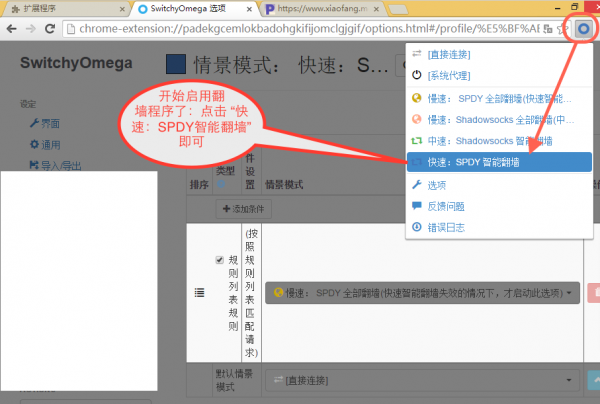 扩展程序
SwitchyOmega 选项
https://www.xiaofang.m
chrome-extension://padekgcemlokbadohgkifijomclgjgif/options.html#/profile/%E5%BF%AB
SwitchyOmega
情景模式： 快速：S...
设定
界面
通用
导入/导出
开始启用翻
墙程序了：点击 “快
速：SPDY智能翻墙”
即可
[直接连接]
[系统代理]
慢速： SPDY 全部翻墙(快速智能...
慢速：Shadowsocks 全部翻墙(中...
中速：Shadowsocks 智能翻墙
快速：SPDY 智能翻墙
选项
反馈问题
错误日志
排序
类型
件设置
情景模式
添加条件
规则列表规则
(按照规则列表匹配请求)
慢速： SPDY 全部翻墙(快速智能翻墙失败的情况下，才启动此选项)
默认情景
模式
[直接连接]